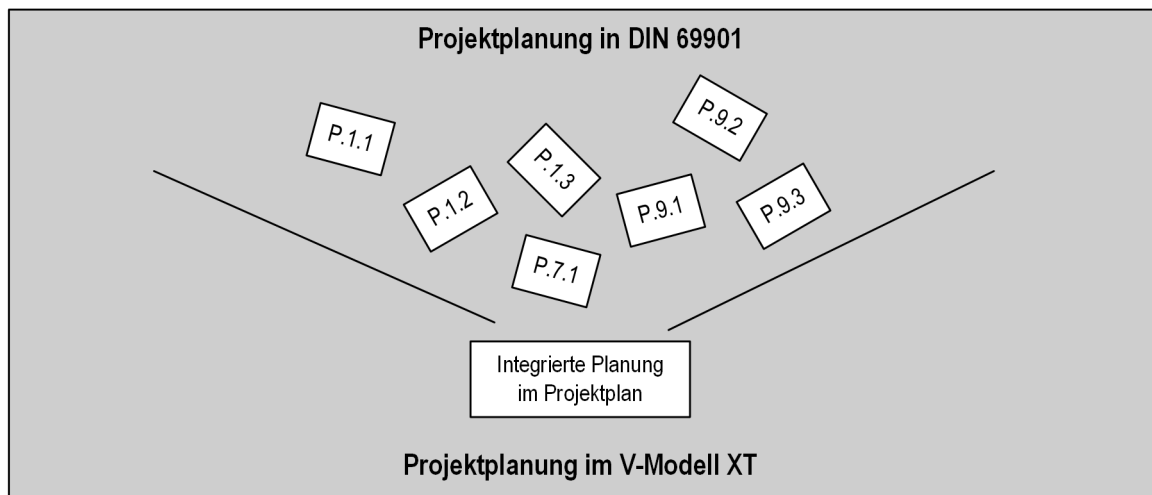 Projektplanung in DIN 69901
P.1.1
P.1.2
P.1.3
P.7.1
P.9.1
P.9.2
P.9.3
Integrierte Planung
im Projektplan
Projektplanung im V-Modell XT